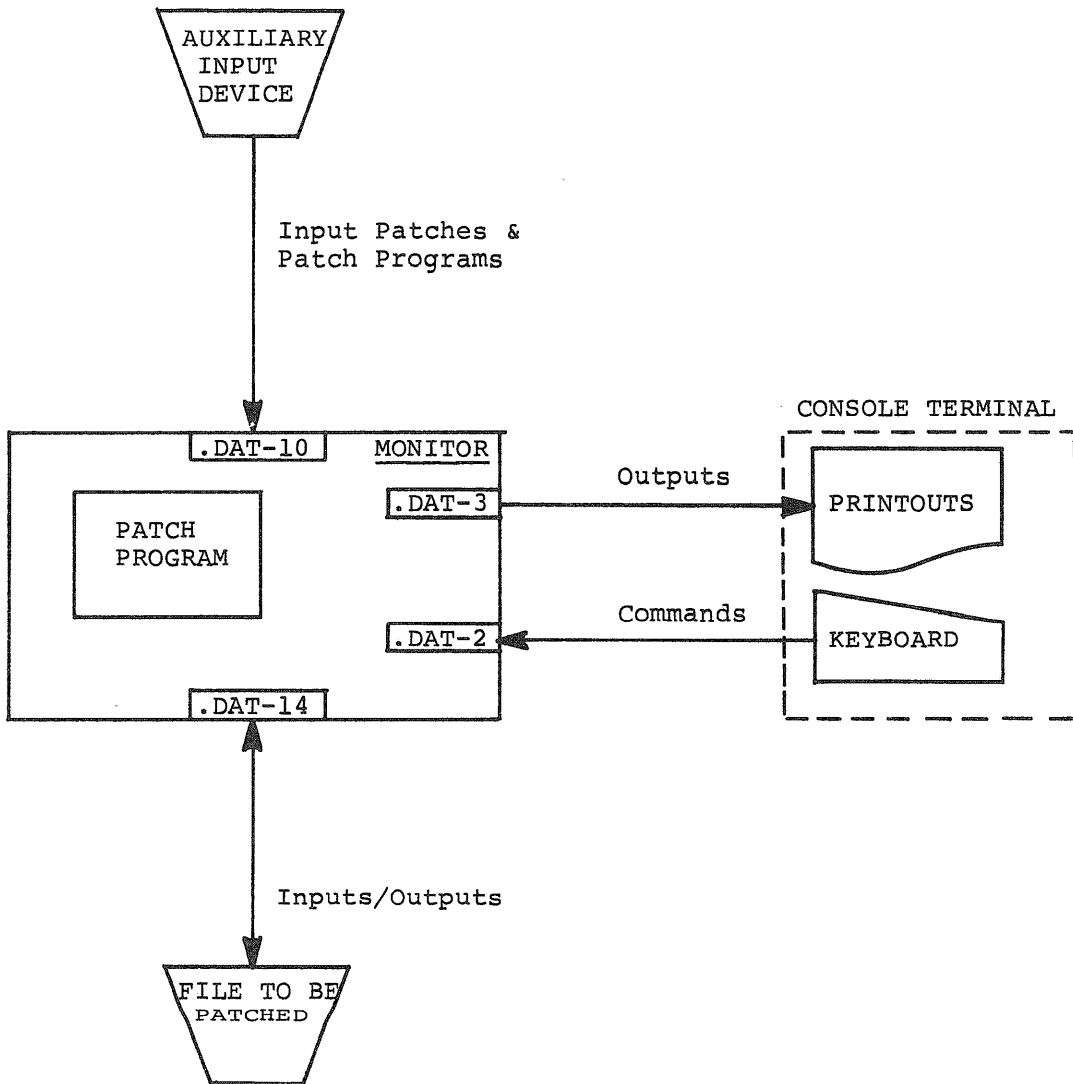 AUXILIARY
INPUT
DEVICE
Input Patches &
Patch Programs
CONSOLE TERMINAL
.DAT-10
MONITOR
.DAT-3
Outputs
PRINTOUTS
PATCH
PROGRAM
.DAT-2
Commands
KEYBOARD
.DAT-14
Inputs/Outputs
FILE TO BE
PATCHED